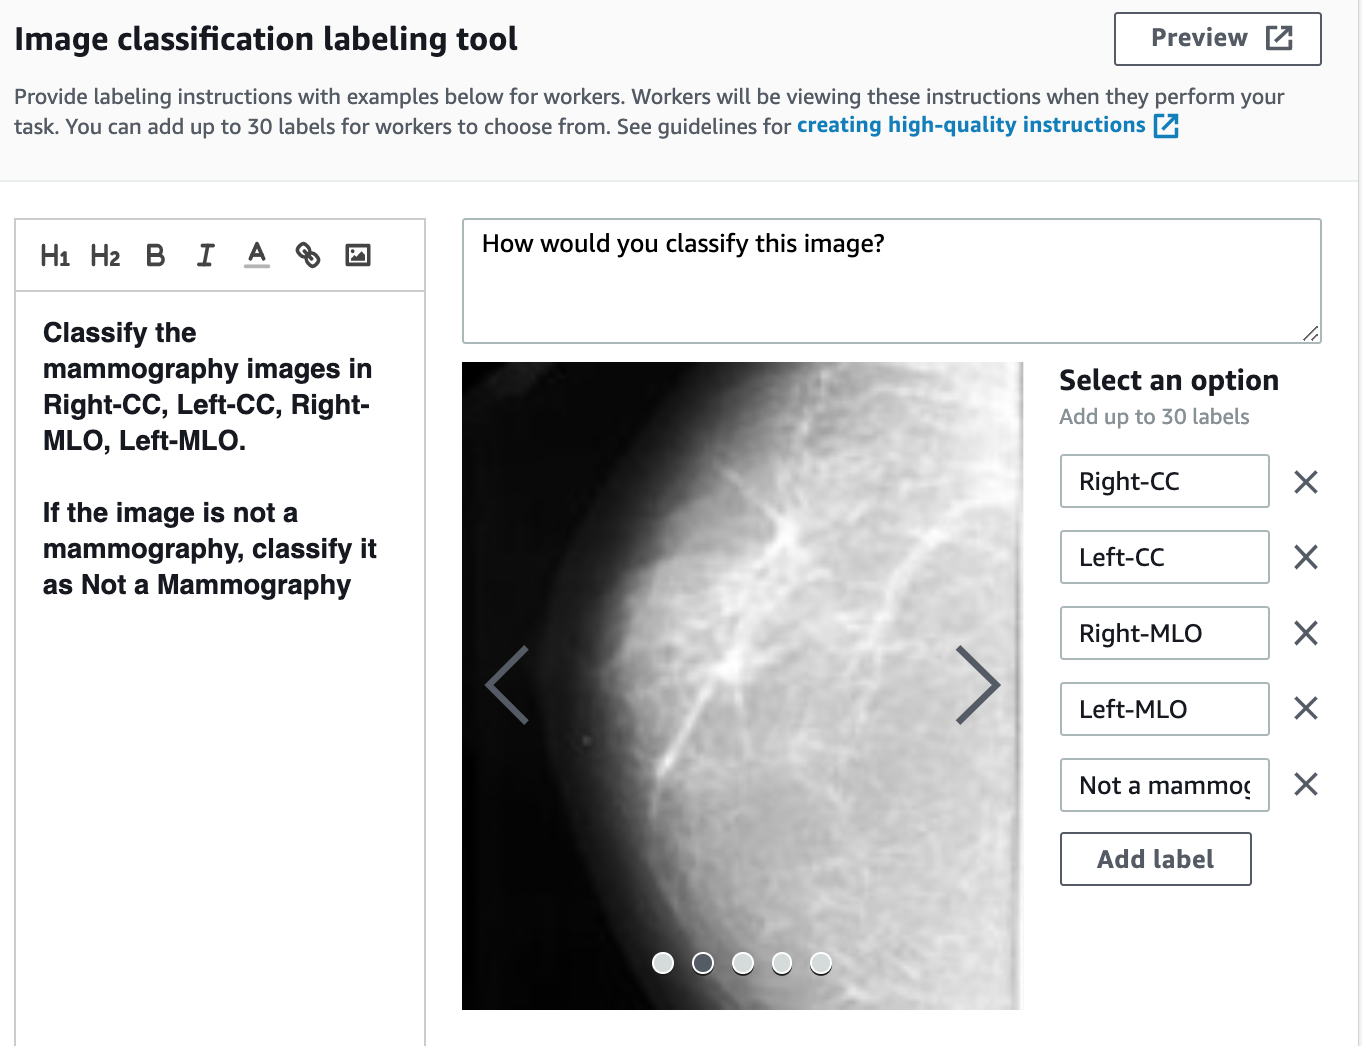 Image classification labeling tool
Preview
Provide labeling instructions with examples below for workers. Workers will be viewing these instructions when they perform your
task. You can add up to 30 labels for workers to choose from. See guidelines for creating high-quality instructions
H1 H2 B I A
Classify the
mammography images in
Right-CC, Left-CC, Right-
MLO, Left-MLO.
If the image is not a
mammography, classify it
as Not a Mammography
How would you classify this image?
Select an option
Add up to 30 labels
Right-CC
Left-CC
Right-MLO
Left-MLO
Not a mammog
Add label